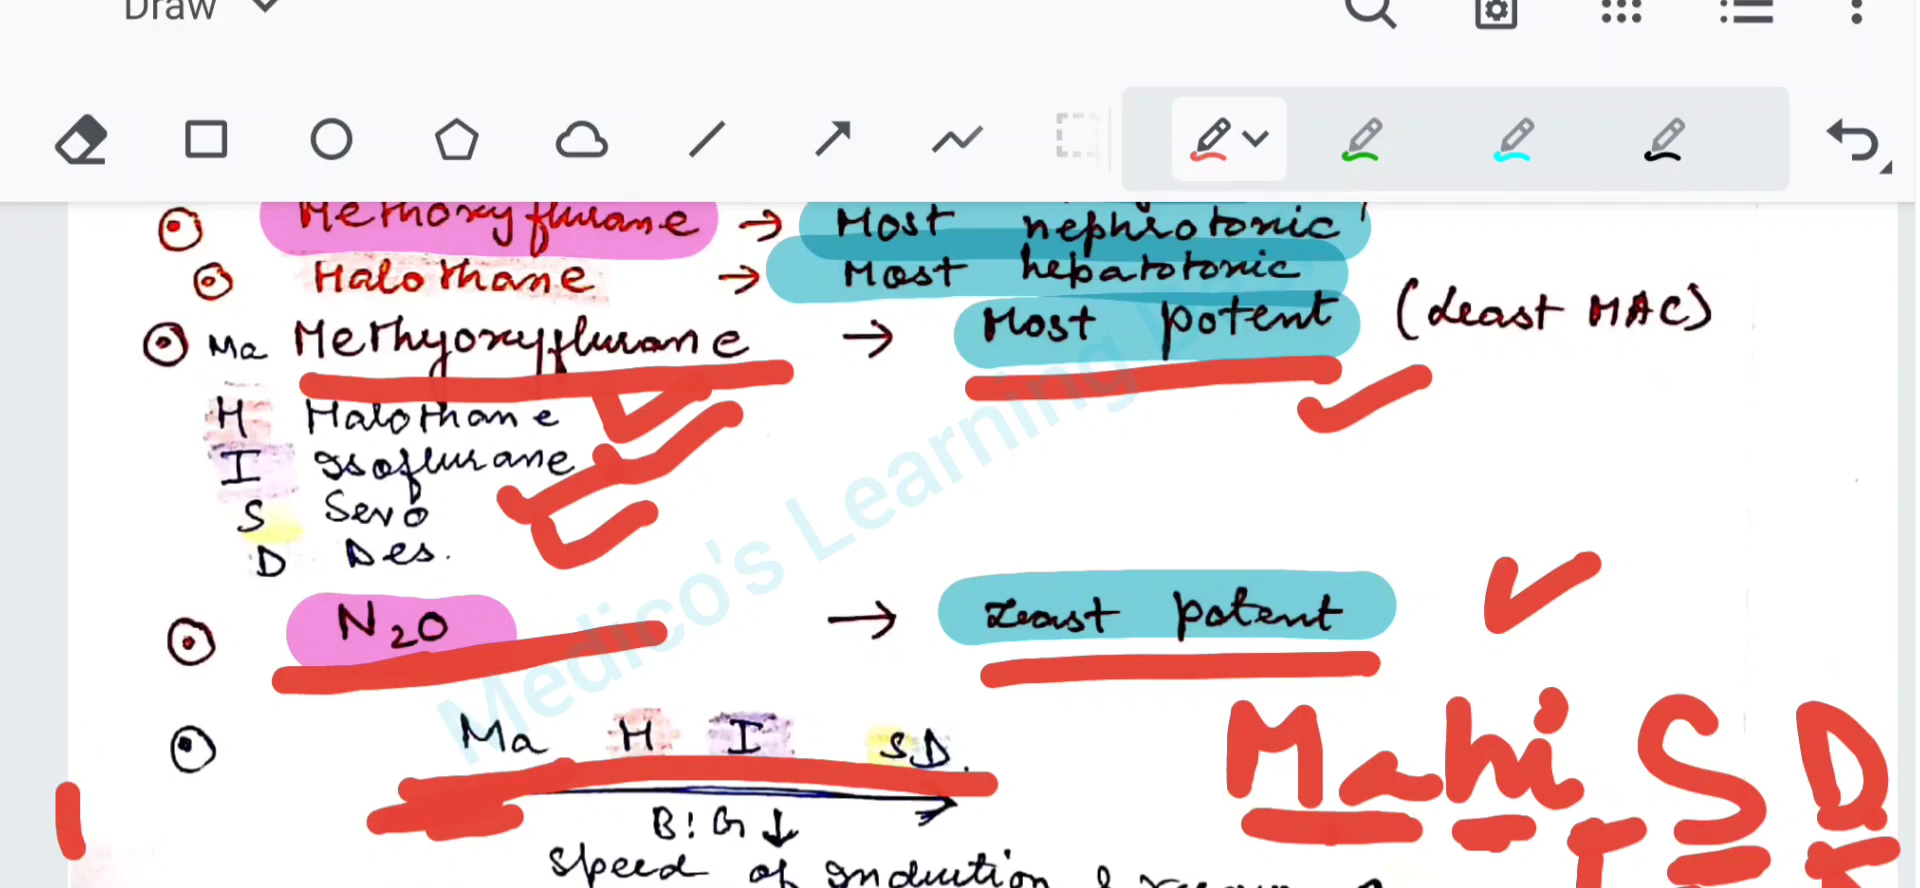 Draw
Methoxyflurane → Most nephrotoxic
Halothane → Most hepatotoxic
Ma Methyoxyflurane → Most potent (Least MAC)
H Halothane
I Isoflurane
S Sevo
D Des.
N2O → Least potent
Ma H I SD.
Mahi, S D
B:G ↓
Speed of induction &
Medico's Learning